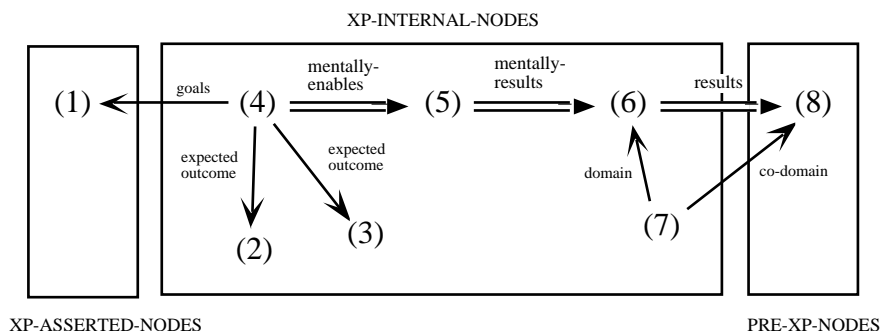 XP-INTERNAL-NODES
mentally-
enables
mentally-
results
goals
results
(1)
(4)
(5)
(6)
(8)
expected
outcome
expected
outcome
domain
co-domain
(2)
(3)
(7)
XP-ASSERTED-NODES
PRE-XP-NODES